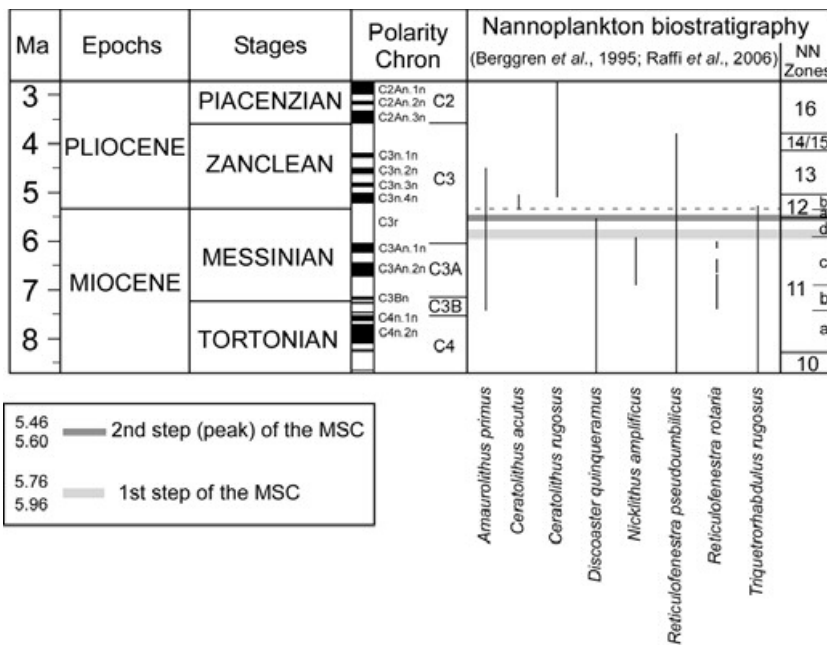 Ma
Epochs
Stages
Polarity
Chron
Nannoplankton biostratigraphy
(Berggren et al., 1995; Raffi et al., 2006)
NN
Zones
3
4
5
6
7
8
PLIOCENE
MIOCENE
PIACENZIAN
ZANCLEAN
MESSINIAN
TORTONIAN
C2An.1n
C2An.2n
C2An.3n
C3n.1n
C3n.2n
C3n.3n
C3n.4n
C3r
C3An.1n
C3An.2n
C3Bn
C4n.1n
C4n.2n
C2
C3
C3A
C3B
C4
16
14/15
13
12
b
a
11
d
c
b
a
10
Amaurolithus primus
Ceratolithus acutus
Ceratolithus rugosus
Discoaster quinqueramus
Nicklithus amplificus
Reticulofenestra pseudoumbilicus
Reticulofenestra rotaria
Triquetrorhabdulus rugosus
5.46
5.60
2nd step (peak) of the MSC
5.76
5.96
1st step of the MSC